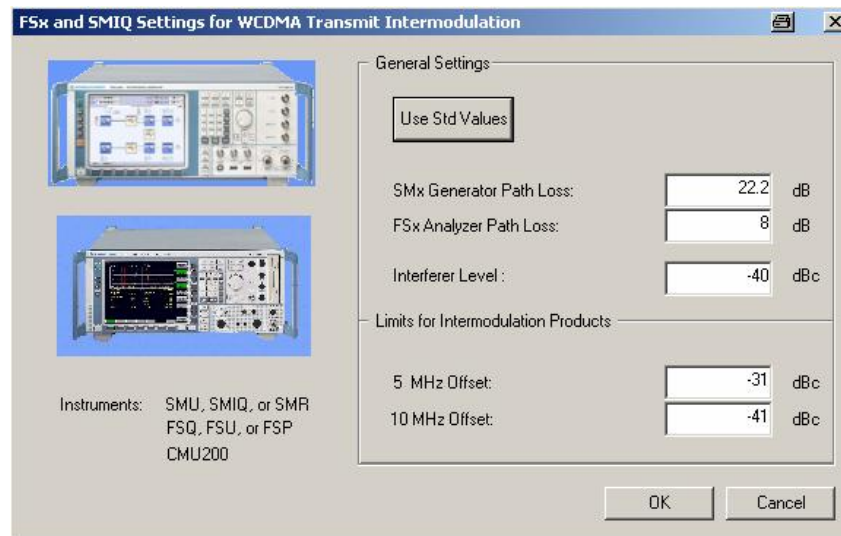 FSx and SMIQ Settings for WCDMA Transmit Intermodulation
General Settings
Use Std Values
SMx Generator Path Loss: 22.2 dB
FSx Analyzer Path Loss: 8 dB
Interferer Level : -40 dBc
Limits for Intermodulation Products
5 MHz Offset: -31 dBc
10 MHz Offset: -41 dBc
Instruments: SMU, SMIQ, or SMR
FSQ, FSU, or FSP
CMU200
OK Cancel